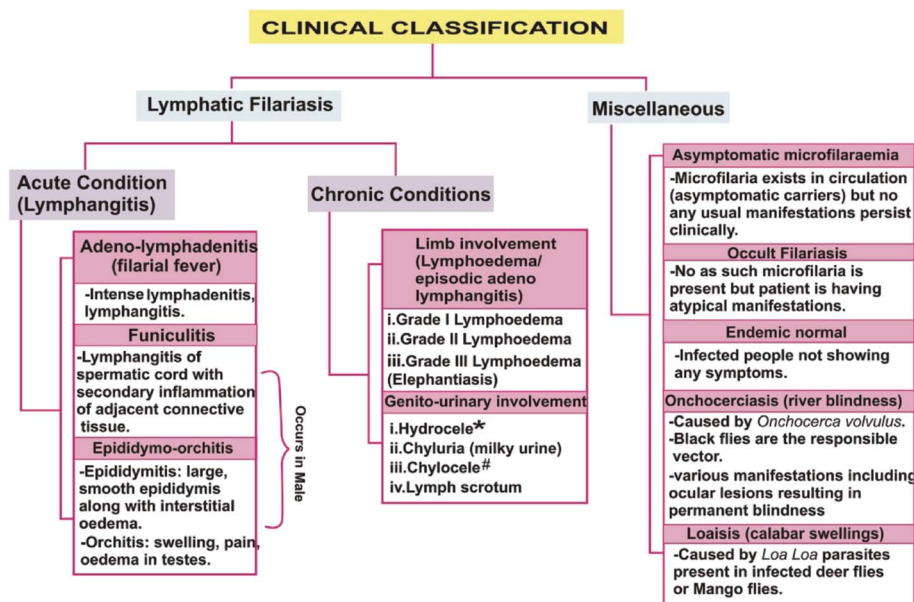 CLINICAL CLASSIFICATION
Lymphatic Filariasis
Acute Condition
(Lymphangitis)
Adeno-lymphadenitis
(filarial fever)
-Intense lymphadenitis,
lymphangitis.
Funiculitis
-Lymphangitis of
spermatic cord with
secondary inflammation
of adjacent connective
tissue.
Epididymo-orchitis
-Epididymitis: large,
smooth epididymis
along with interstitial
oedema.
-Orchitis: swelling, pain,
oedema in testes.
Occurs in Male
Chronic Conditions
Limb involvement
(Lymphoedema/
episodic adeno
lymphangitis)
i.Grade I Lymphoedema
ii.Grade II Lymphoedema
iii.Grade III Lymphoedema
(Elephantiasis)
Genito-urinary involvement
i.Hydrocele*
ii.Chyluria (milky urine)
iii.Chylocele#
iv.Lymph scrotum
Miscellaneous
Asymptomatic microfilaraemia
-Microfilaria exists in circulation
(asymptomatic carriers) but no
any usual manifestations persist
clinically.
Occult Filariasis
-No as such microfilaria is
present but patient is having
atypical manifestations.
Endemic normal
-Infected people not showing
any symptoms.
Onchocerciasis (river blindness)
-Caused by Onchocerca volvulus.
-Black flies are the responsible
vector.
-various manifestations including
ocular lesions resulting in
permanent blindness
Loaisis (calabar swellings)
-Caused by Loa Loa parasites
present in infected deer flies
or Mango flies.